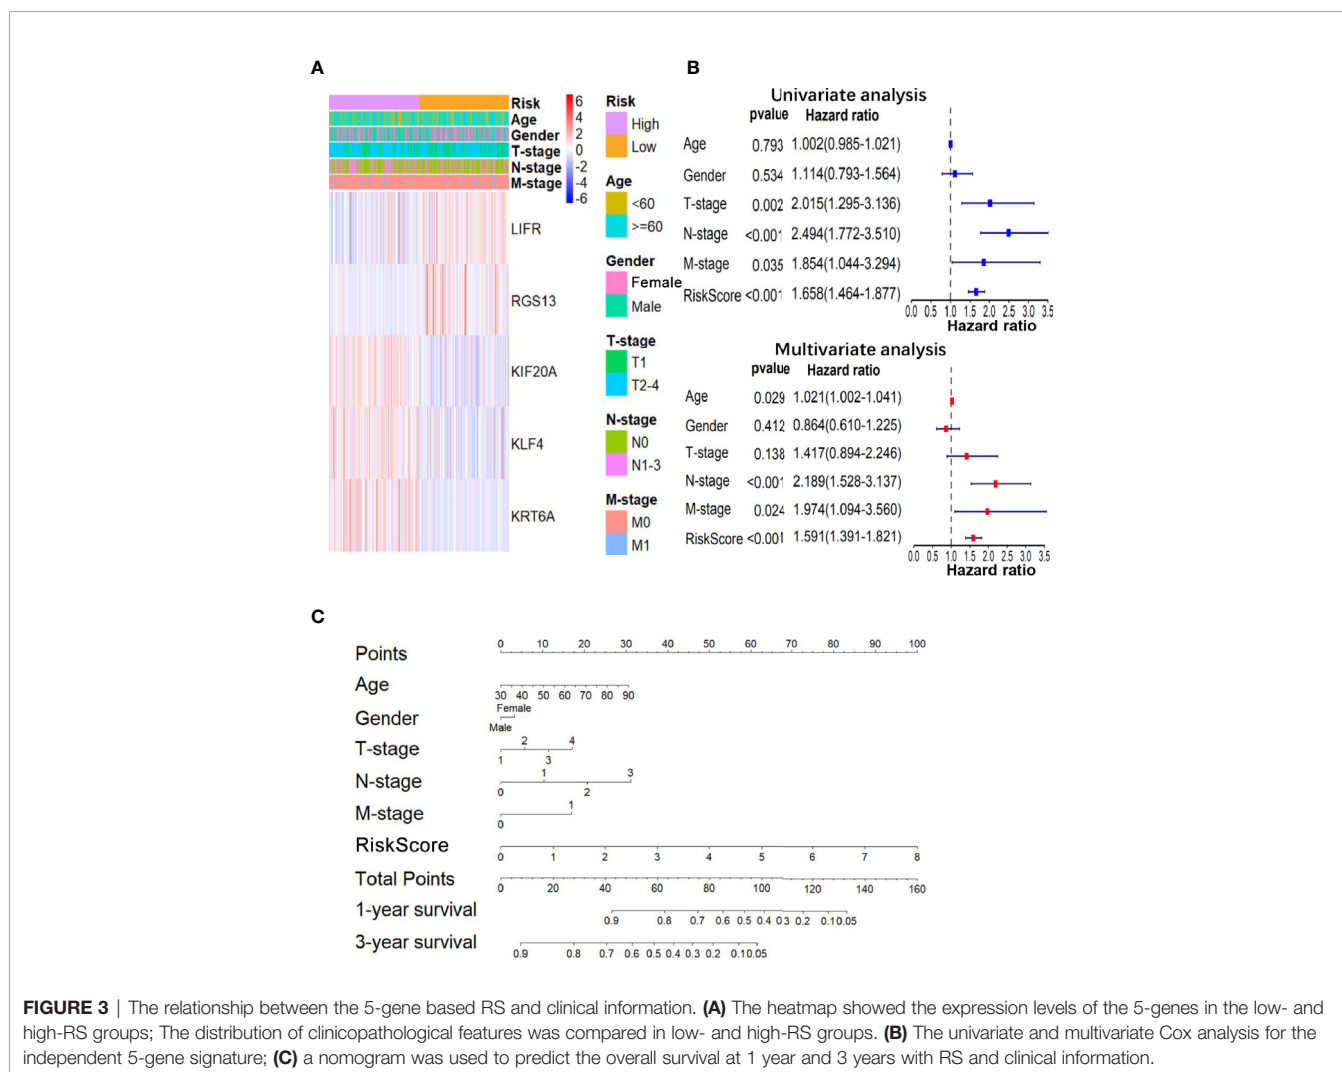 A
Risk
Age
Gender
T-stage
N-stage
M-stage
LIFR
RGS13
KIF20A
KLF4
KRT6A
6
4
2
0
-2
-4
-6
Risk
High
Low
Age
<60
>=60
Gender
Female
Male
T-stage
T1
T2-4
N-stage
N0
N1-3
M-stage
M0
M1
B
Univariate analysis
pvalue Hazard ratio
Age 0.793 1.002(0.985-1.021)
Gender 0.534 1.114(0.793-1.564)
T-stage 0.002 2.015(1.295-3.136)
N-stage <0.001 2.494(1.772-3.510)
M-stage 0.035 1.854(1.044-3.294)
RiskScore <0.001 1.658(1.464-1.877)
0.0 0.5 1.0 1.5 2.0 2.5 3.0 3.5
Hazard ratio
Multivariate analysis
pvalue Hazard ratio
Age 0.029 1.021(1.002-1.041)
Gender 0.412 0.864(0.610-1.225)
T-stage 0.138 1.417(0.894-2.246)
N-stage <0.001 2.189(1.528-3.137)
M-stage 0.024 1.974(1.094-3.560)
RiskScore <0.001 1.591(1.391-1.821)
0.0 0.5 1.0 1.5 2.0 2.5 3.0 3.5
Hazard ratio
C
Points 0 10 20 30 40 50 60 70 80 90 100
Age 30 40 50 60 70 80 90
Female
Gender
Male
2 4
T-stage
1 3
1 3
N-stage
0 2
1
M-stage
0
RiskScore 0 1 2 3 4 5 6 7 8
Total Points 0 20 40 60 80 100 120 140 160
1-year survival 0.9 0.8 0.7 0.6 0.5 0.4 0.3 0.2 0.1 0.05
3-year survival 0.9 0.8 0.7 0.6 0.5 0.4 0.3 0.2 0.1 0.05
FIGURE 3 | The relationship between the 5-gene based RS and clinical information. (A) The heatmap showed the expression levels of the 5-genes in the low- and
high-RS groups; The distribution of clinicopathological features was compared in low- and high-RS groups. (B) The univariate and multivariate Cox analysis for the
independent 5-gene signature; (C) a nomogram was used to predict the overall survival at 1 year and 3 years with RS and clinical information.